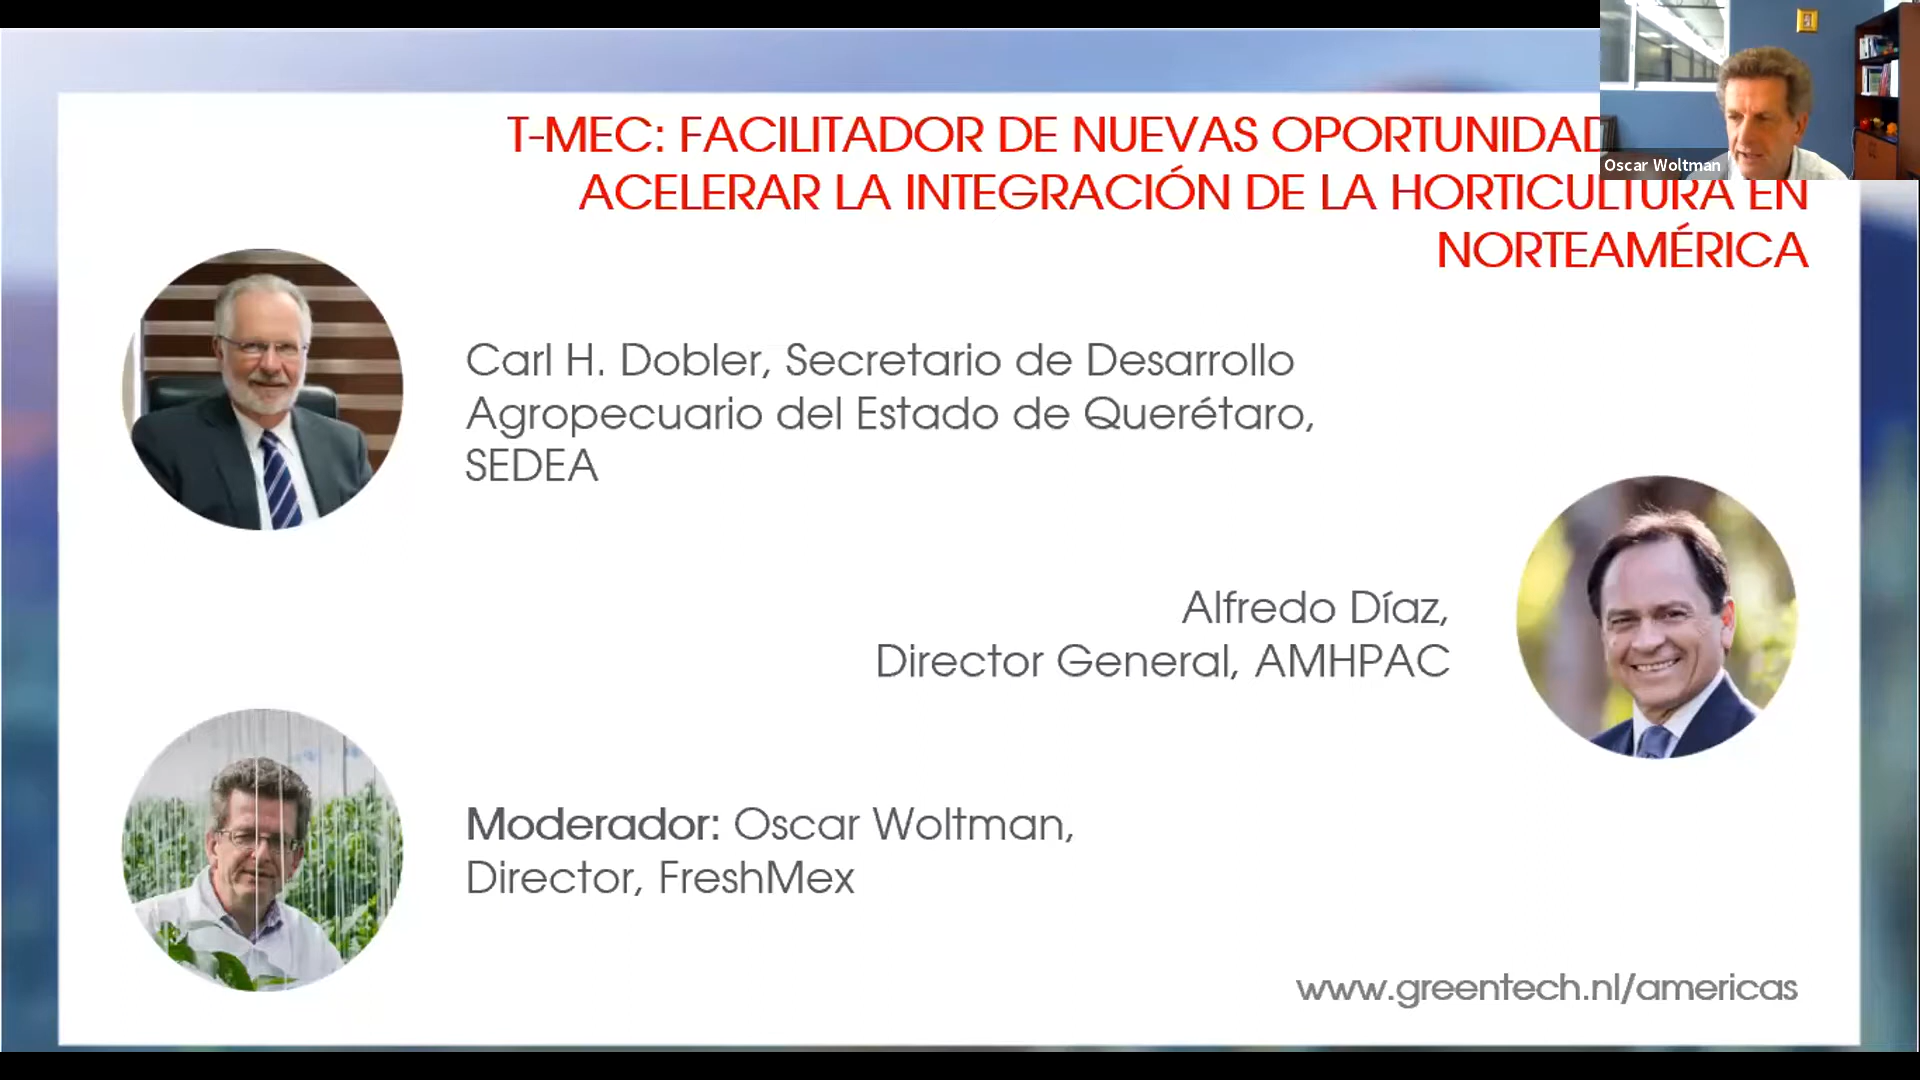 T-MEC: FACILITADOR DE NUEVAS
ACELERAR LA INTEGRACIÓN DE LA HORTICULTURA EN
NORTEAMÉRICA
Oscar Woltman
Carl H. Dobler, Secretario de Desarrollo
Agropecuario del Estado de Querétaro,
SEDEA
Alfredo Díaz,
Director General, AMHPAC
Moderador: Oscar Woltman,
Director, FreshMex
www.greentech.nl/americas